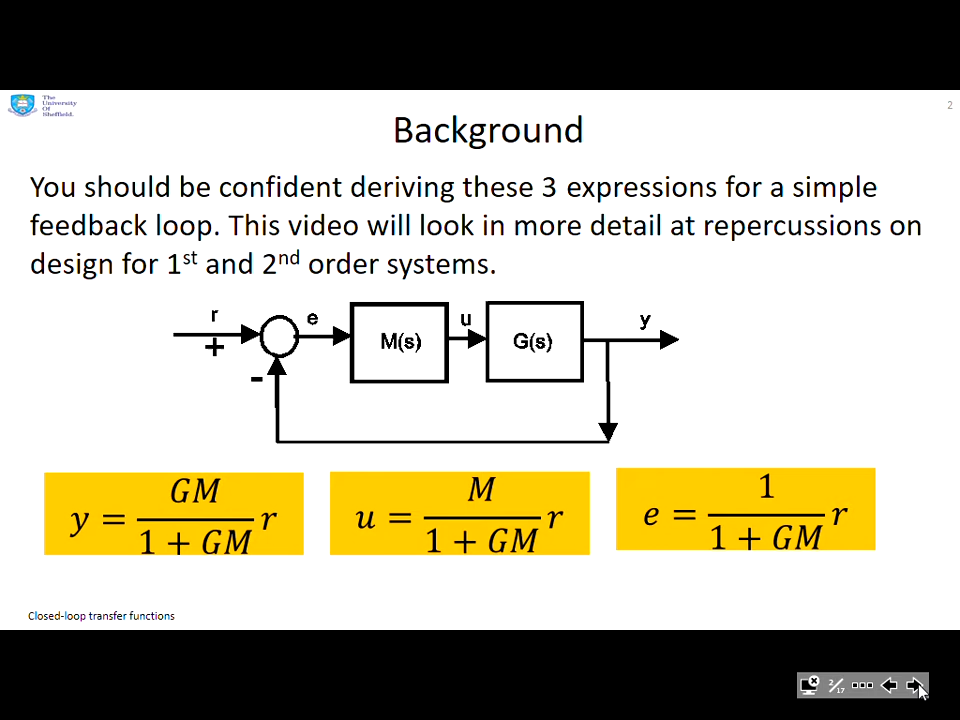 The
University
Of
Sheffield.
2
Background
You should be confident deriving these 3 expressions for a simple
feedback loop. This video will look in more detail at repercussions on
design for 1st and 2nd order systems.
r
+
-
e
M(s)
u
G(s)
y
y = GM / (1 + GM) r
u = M / (1 + GM) r
e = 1 / (1 + GM) r
Closed-loop transfer functions
2/17